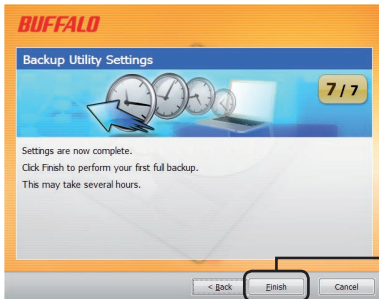 BUFFALO
Backup Utility Settings
7 / 7
Settings are now complete.
Click Finish to perform your first full backup.
This may take several hours.
< Back
Finish
Cancel